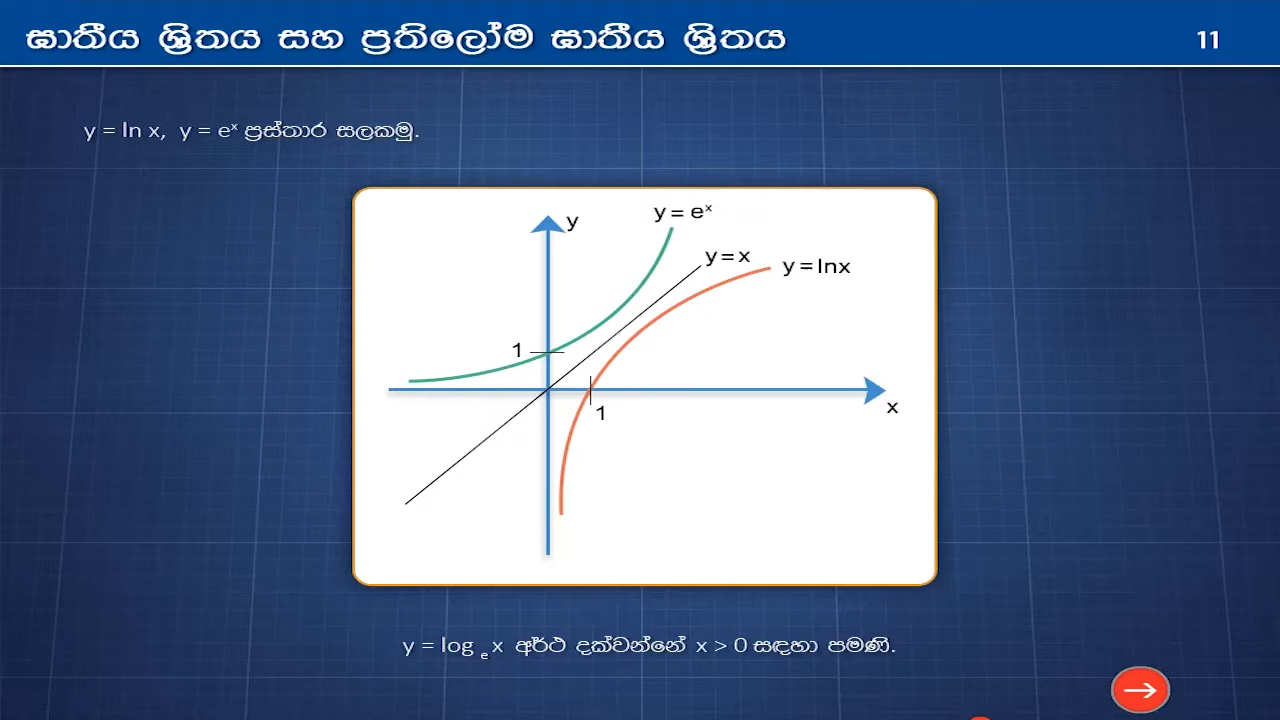 ඝාතීය ශ්‍රිතය සහ ප්‍රතිලෝම ඝාතීය ශ්‍රිතය
11
y = ln x, y = eˣ ප්‍රස්තාර සලකමු.
y = eˣ
y
y = x
y = lnx
1
1
x
y = log ₑ x අර්ථ දක්වන්නේ x > 0 සඳහා පමණි.